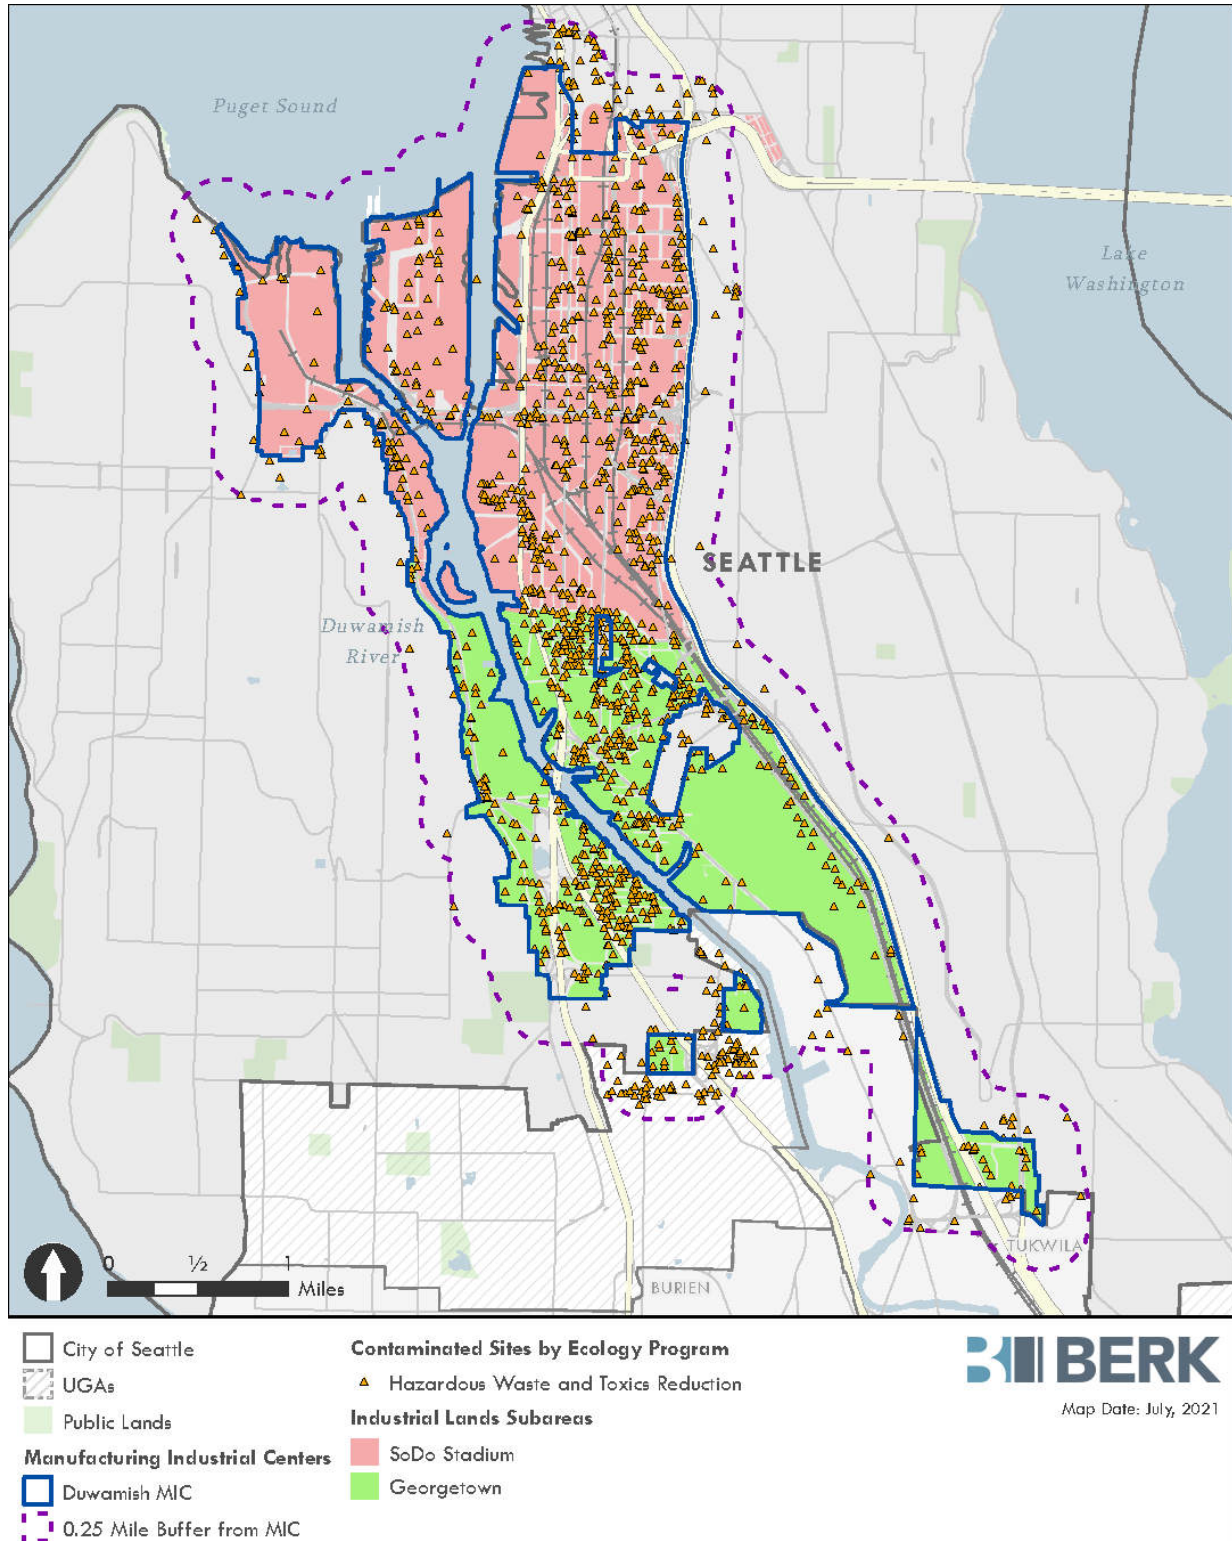 Puget Sound
Lake
Washington
SEATTLE
Duwamish
River
TUKWILA
BURIEN
0 ½ 1
Miles
City of Seattle
UGAs
Public Lands
Manufacturing Industrial Centers
Duwamish MIC
0.25 Mile Buffer from MIC
Contaminated Sites by Ecology Program
Hazardous Waste and Toxics Reduction
Industrial Lands Subareas
SoDo Stadium
Georgetown
BERK
Map Date: July, 2021